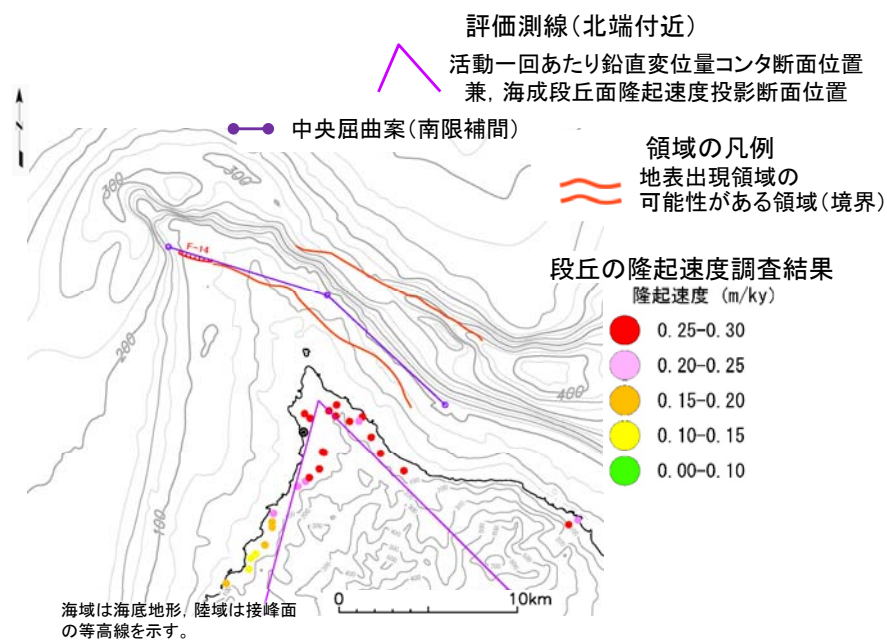 評価測線(北端付近)
活動一回あたり鉛直変位量コンタ断面位置
兼,海成段丘面隆起速度投影断面位置
中央屈曲案(南限補間)
領域の凡例
地表出現領域の
可能性がある領域(境界)
段丘の隆起速度調査結果
隆起速度 (m/ky)
0.25-0.30
0.20-0.25
0.15-0.20
0.10-0.15
0.00-0.10
300
300
F-14
200
400
100
0 10km
海域は海底地形,陸域は接峰面
の等高線を示す。